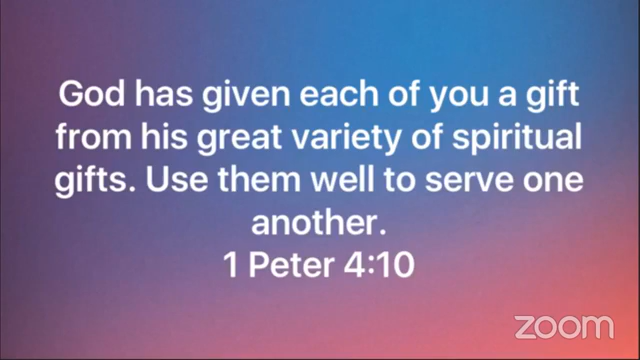 God has given each of you a gift
from his great variety of spiritual
gifts. Use them well to serve one
another.
1 Peter 4:10
zoom